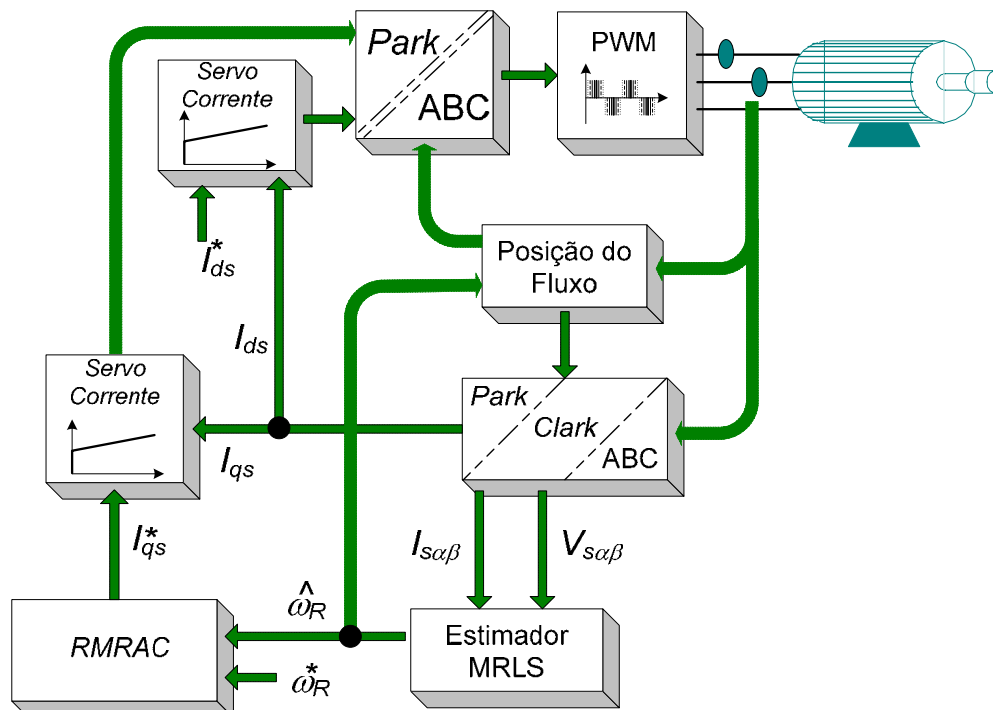 Park
ABC
PWM
Servo
Corrente
I*ds
Posição do
Fluxo
Ids
Servo
Corrente
Park
Clark
ABC
Iqs
I*qs
Isαβ
Vsαβ
ω̂R
RMRAC
ω*R
Estimador
MRLS